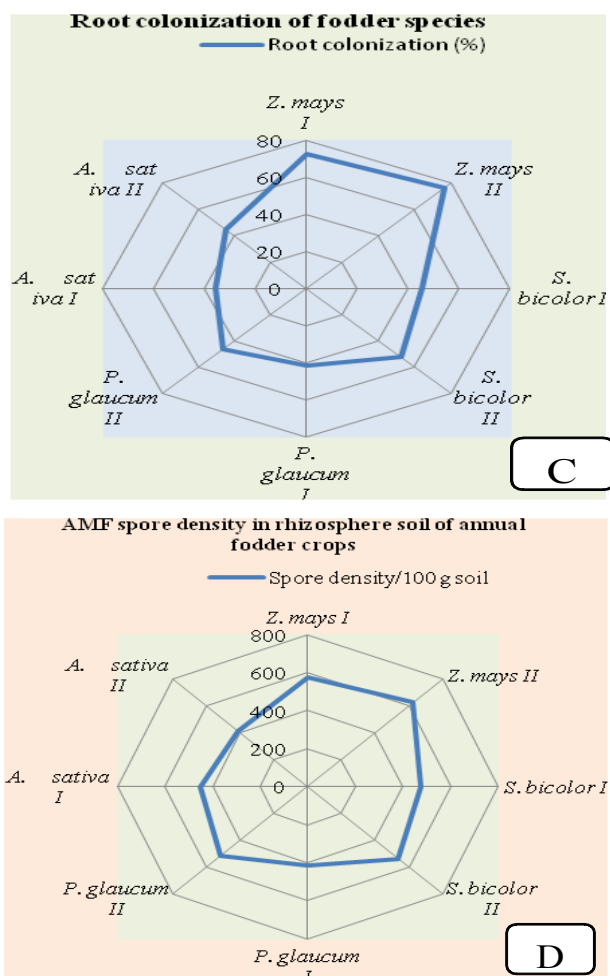 Root colonization of fodder species
Root colonization (%)
Z. mays
I
80
60
40
20
0
Z. mays
II
S.
bicolor I
S.
bicolor
II
P.
glaucum
I
P.
glaucum
II
A. sat
iva I
A. sat
iva II
C
AMF spore density in rhizosphere soil of annual
fodder crops
Spore density/100 g soil
Z. mays I
800
600
400
200
0
Z. mays II
S. bicolor I
S. bicolor
II
P. glaucum
I
P. glaucum
II
A. sativa
I
A. sativa
II
D